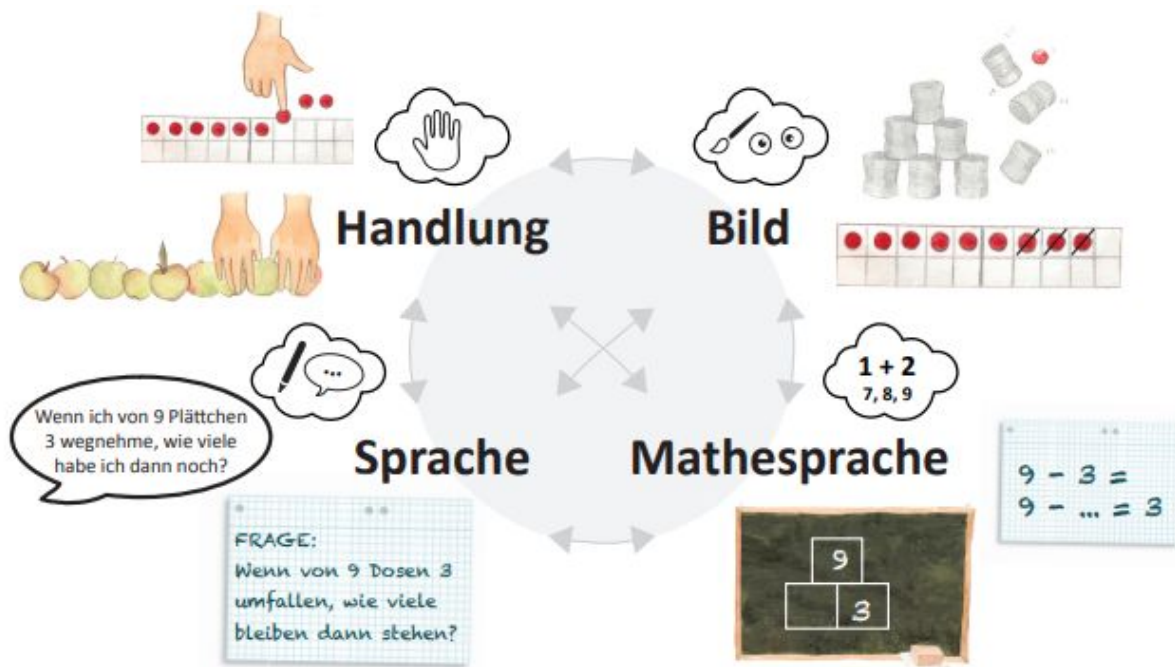 Handlung
Bild
1 + 2
7, 8, 9
...
Wenn ich von 9 Plättchen
3 wegnehme, wie viele
habe ich dann noch?
Sprache
Mathesprache
9 - 3 =
9 - ... = 3
FRAGE:
Wenn von 9 Dosen 3
umfallen, wie viele
bleiben dann stehen?
9
3